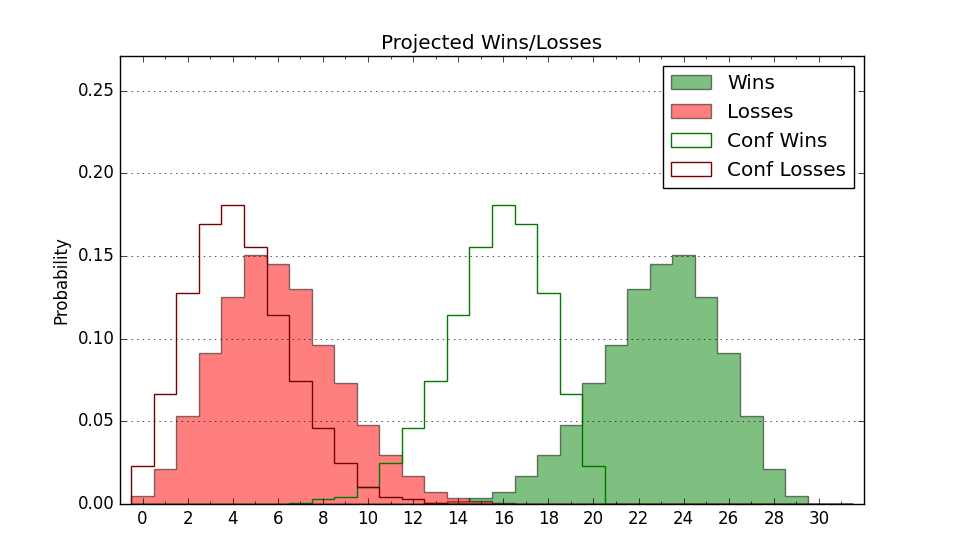 Projected Wins/Losses
Wins
Losses
Conf Wins
Conf Losses
Probability
0.25
0.20
0.15
0.10
0.05
0.00
0 2 4 6 8 10 12 14 16 18 20 22 24 26 28 30